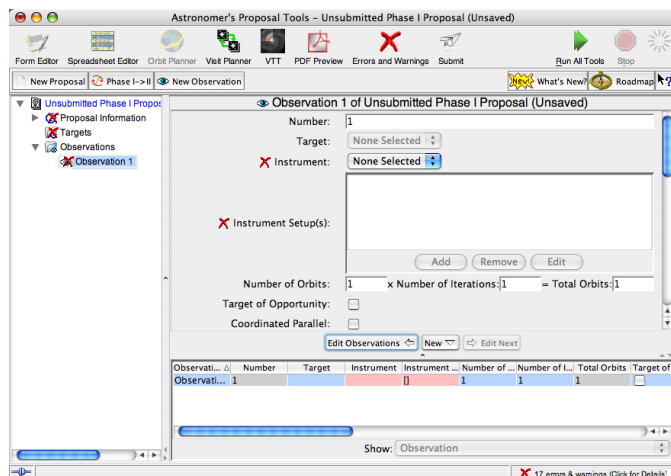 Astronomer's Proposal Tools – Unsubmitted Phase I Proposal (Unsaved)
Form Editor Spreadsheet Editor Orbit Planner Visit Planner VTT PDF Preview Errors and Warnings Submit Run All Tools Stop
New Proposal Phase I->II New Observation New! What's New? Roadmap ?
Unsubmitted Phase I Propos
Proposal Information
Targets
Observations
Observation 1
Observation 1 of Unsubmitted Phase I Proposal (Unsaved)
Number: 1
Target: None Selected
Instrument: None Selected
Instrument Setup(s):
Add Remove Edit
Number of Orbits: 1 x Number of Iterations: 1 = Total Orbits: 1
Target of Opportunity:
Coordinated Parallel:
Edit Observations New Edit Next
Observati... Number Target Instrument Instrument ... Number of ... Number of I... Total Orbits Target of
Observati... 1 [] 1 1 1
Show: Observation
17 errors & warnings (Click for Details)